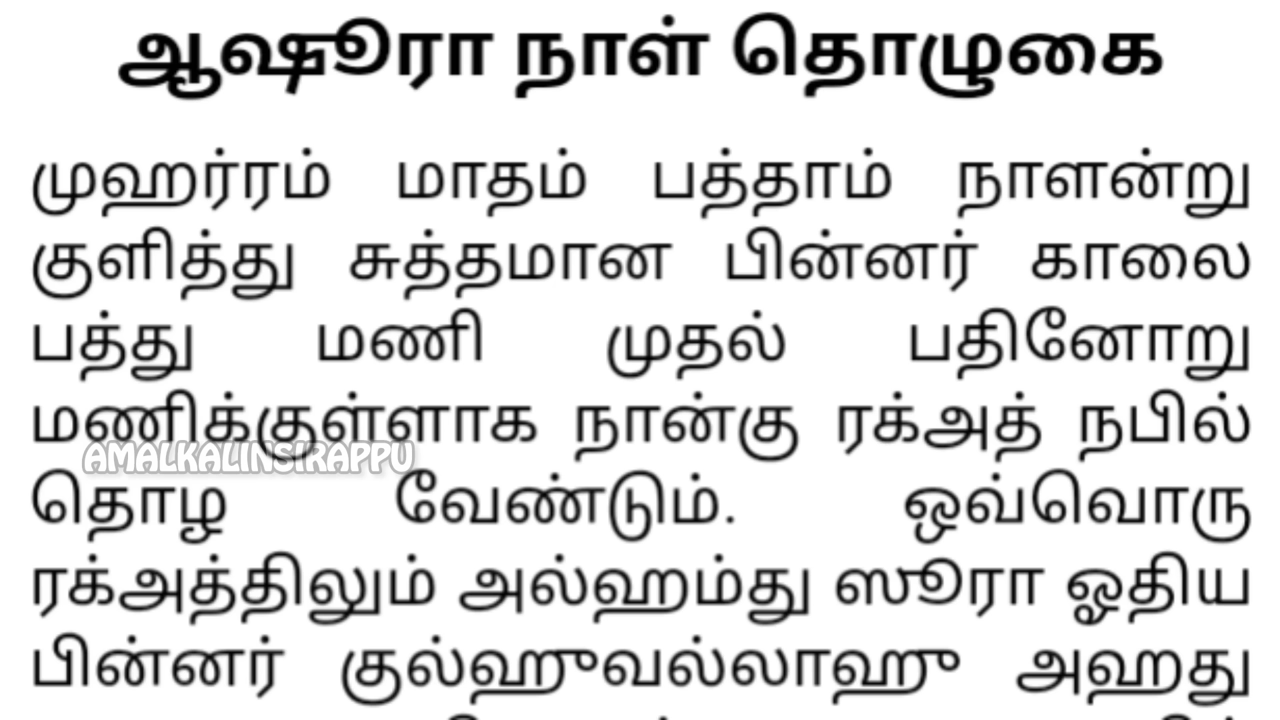 ஆஷூரா நாள் தொழுகை
முஹர்ரம் மாதம் பத்தாம் நாளன்று
குளித்து சுத்தமான பின்னர் காலை
பத்து மணி முதல் பதினோறு
மணிக்குள்ளாக நான்கு ரக்அத் நபில்
AMALKALINSIRAPPU
தொழ வேண்டும். ஒவ்வொரு
ரக்அத்திலும் அல்ஹம்து ஸூரா ஓதிய
பின்னர் குல்ஹுவல்லாஹு அஹது